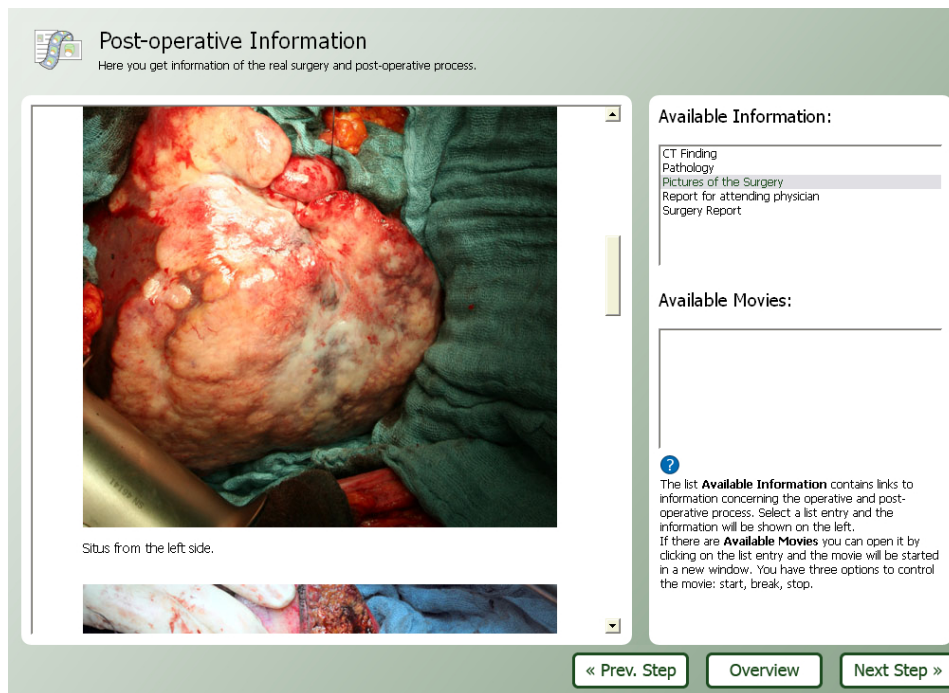 Post-operative Information
Here you get information of the real surgery and post-operative process.
Situs from the left side.
Available Information:
CT Finding
Pathology
Pictures of the Surgery
Report for attending physician
Surgery Report
Available Movies:
?
The list Available Information contains links to
information concerning the operative and post-
operative process. Select a list entry and the
information will be shown on the left.
If there are Available Movies you can open it by
clicking on the list entry and the movie will be started
in a new window. You have three options to control
the movie: start, break, stop.
« Prev. Step
Overview
Next Step »